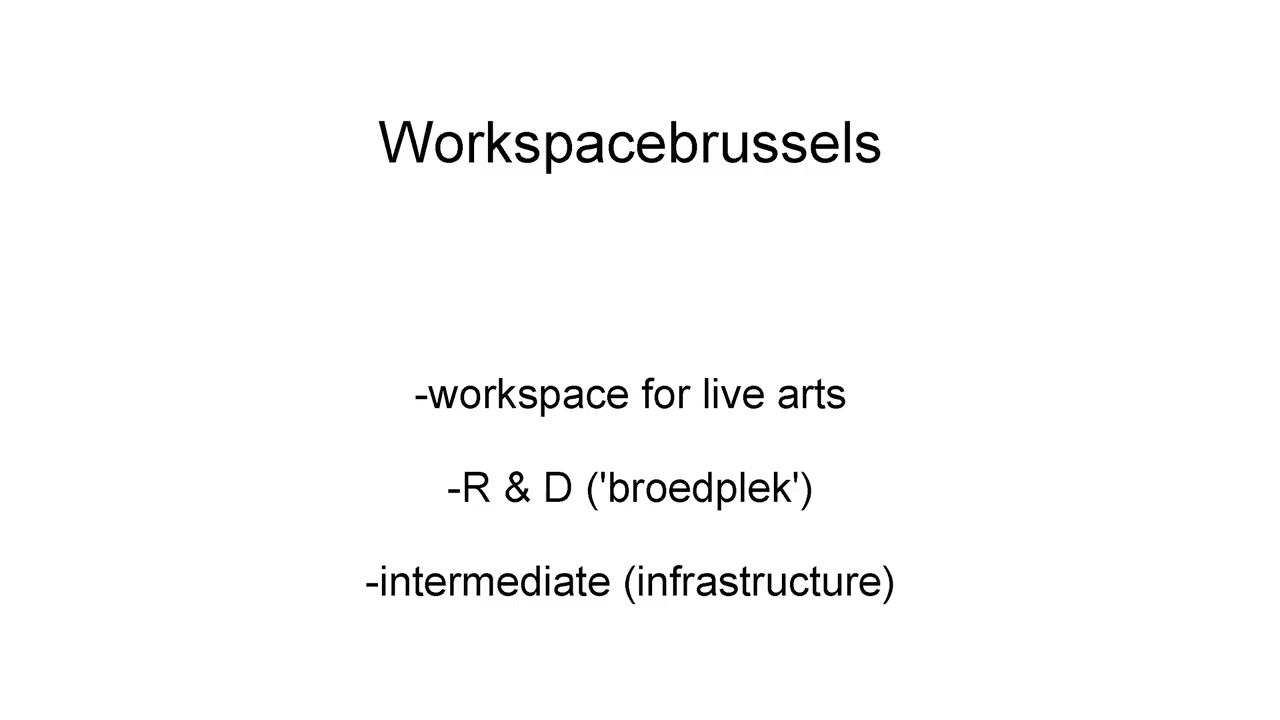 Workspacebrussels
-workspace for live arts
-R & D ('broedplek')
-intermediate (infrastructure)